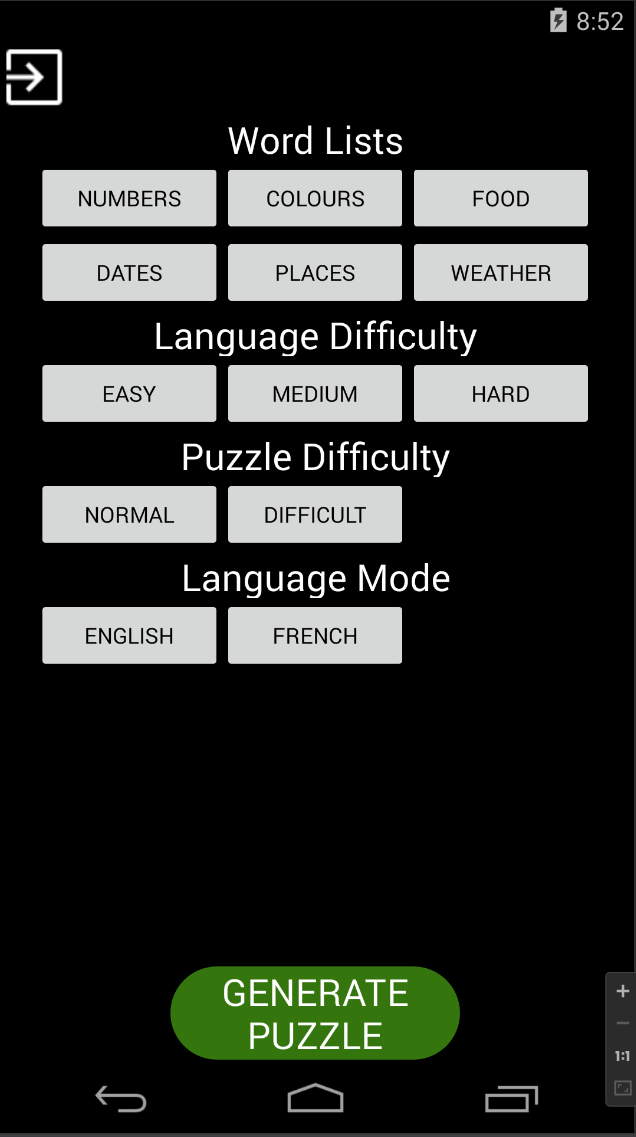 8:52
Word Lists
NUMBERS COLOURS FOOD
DATES PLACES WEATHER
Language Difficulty
EASY MEDIUM HARD
Puzzle Difficulty
NORMAL DIFFICULT
Language Mode
ENGLISH FRENCH
GENERATE
PUZZLE
1:1